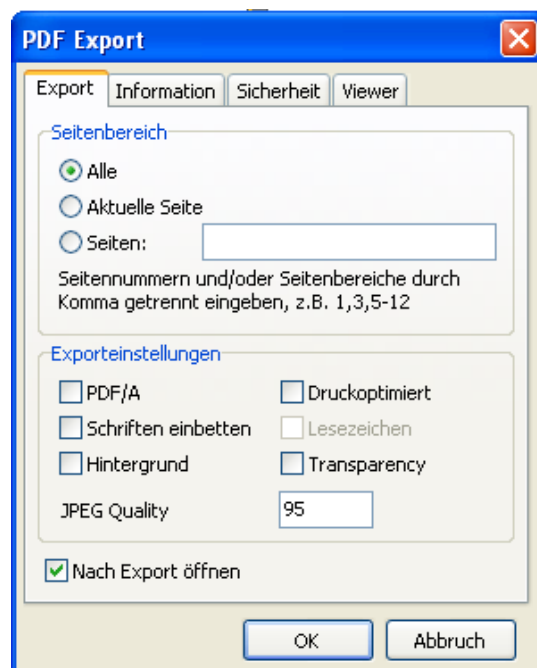 PDF Export
Export Information Sicherheit Viewer
Seitenbereich
Alle
Aktuelle Seite
Seiten:
Seitennummern und/oder Seitenbereiche durch
Komma getrennt eingeben, z.B. 1,3,5-12
Exporteinstellungen
PDF/A Druckoptimiert
Schriften einbetten Lesezeichen
Hintergrund Transparency
JPEG Quality 95
Nach Export öffnen
OK Abbruch